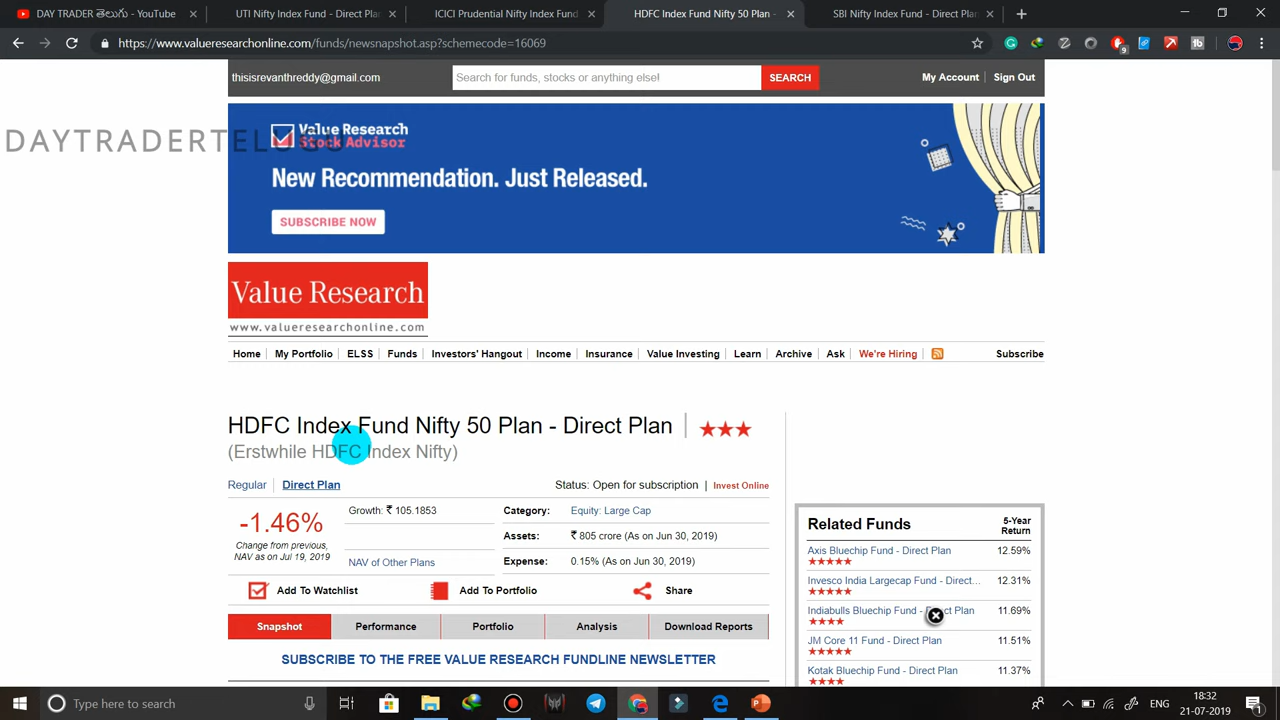 DAY TRADER తెలుగు - YouTube
UTI Nifty Index Fund - Direct Plan
ICICI Prudential Nifty Index Fund
HDFC Index Fund Nifty 50 Plan -
SBI Nifty Index Fund - Direct Plan
https://www.valueresearchonline.com/funds/newsnapshot.asp?schemecode=16069
9
thisisrevanthreddy@gmail.com
Search for funds, stocks or anything else!
SEARCH
My Account
Sign Out
DAYTRADERTELUGU
Value Research
Stock Advisor
New Recommendation. Just Released.
SUBSCRIBE NOW
Value Research
www.valueresearchonline.com
Home
My Portfolio
ELSS
Funds
Investors' Hangout
Income
Insurance
Value Investing
Learn
Archive
Ask
We're Hiring
Subscribe
HDFC Index Fund Nifty 50 Plan - Direct Plan
(Erstwhile HDFC Index Nifty)
Regular
Direct Plan
Status: Open for subscription | Invest Online
-1.46%
Change from previous,
NAV as on Jul 19, 2019
Growth: ₹ 105.1853
NAV of Other Plans
Category: Equity: Large Cap
Assets: ₹ 805 crore (As on Jun 30, 2019)
Expense: 0.15% (As on Jun 30, 2019)
Add To Watchlist
Add To Portfolio
Share
Snapshot
Performance
Portfolio
Analysis
Download Reports
SUBSCRIBE TO THE FREE VALUE RESEARCH FUNDLINE NEWSLETTER
Related Funds
5-Year
Return
Axis Bluechip Fund - Direct Plan 12.59%
Invesco India Largecap Fund - Direct... 12.31%
Indiabulls Bluechip Fund - Direct Plan 11.69%
JM Core 11 Fund - Direct Plan 11.51%
Kotak Bluechip Fund - Direct Plan 11.37%
Type here to search
ENG
18:32
21-07-2019
1